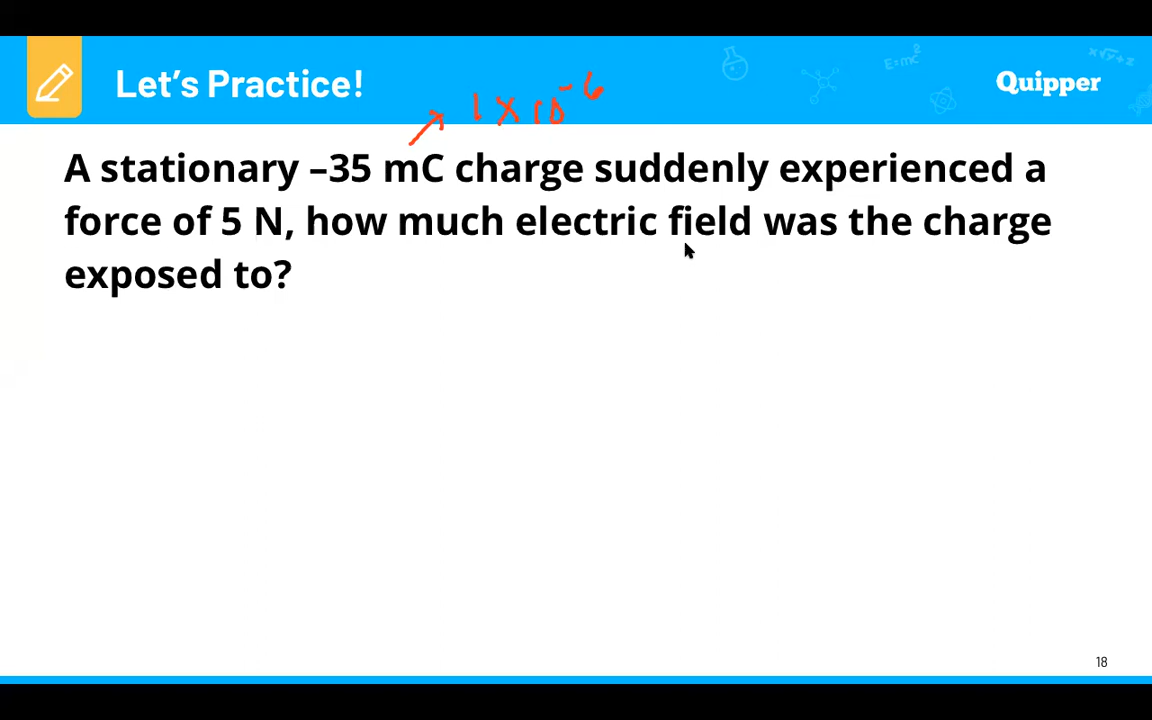 Let's Practice!
E=mc²
x√y+z
Quipper
1 x 10⁻⁶
A stationary –35 mC charge suddenly experienced a
force of 5 N, how much electric field was the charge
exposed to?
18